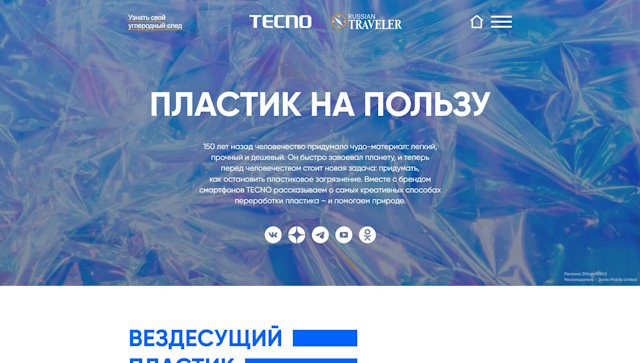 Узнать свой
углеродный след
TECNO
RUSSIAN
TRAVELER
ПЛАСТИК НА ПОЛЬЗУ
150 лет назад человечество придумало чудо-материал: легкий,
прочный и дешевый. Он быстро завоевал планету, и теперь
перед человечеством стоит новая задача: придумать,
как остановить пластиковое загрязнение. Вместе с брендом
смартфонов TECNO рассказываем о самых креативных способах
переработки пластика – и помогаем природе.
Реклама
Рекламодатель – Tecno Mobile Limited
ВЕЗДЕСУЩИЙ
ПЛАСТИК